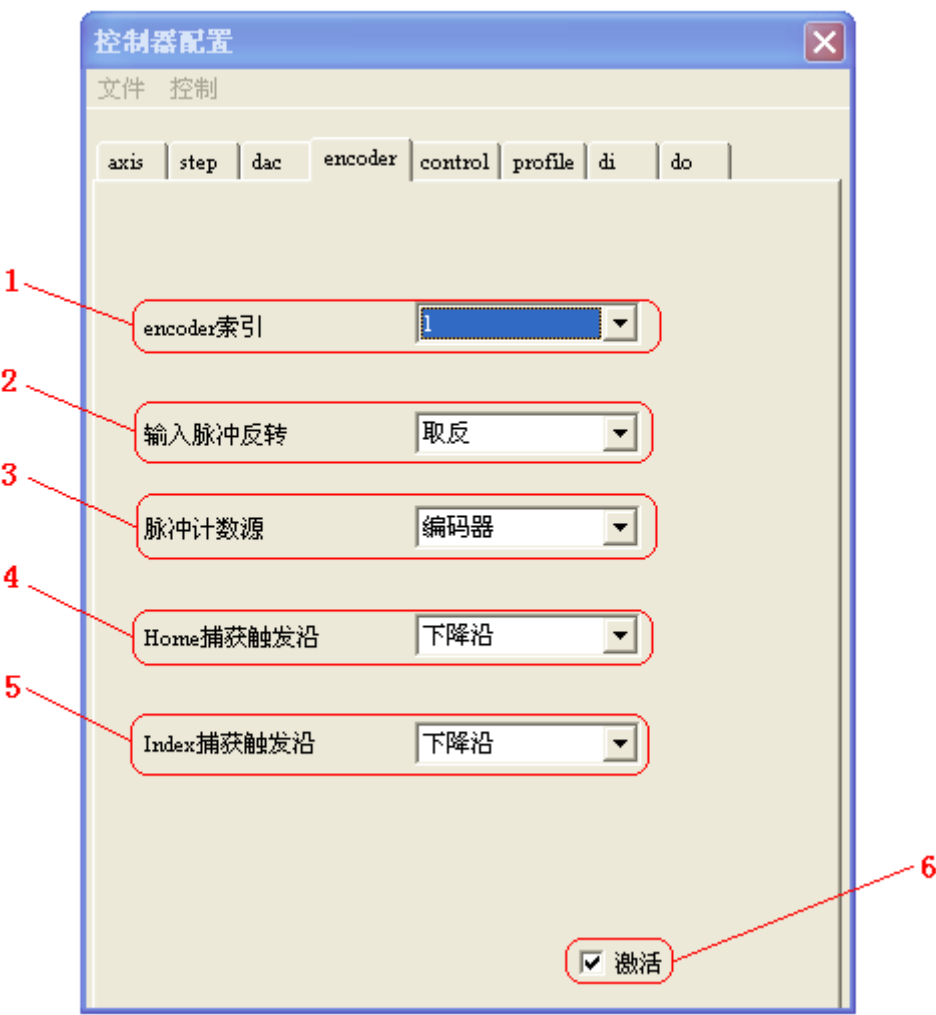 控制器配置
文件 控制
axis step dac encoder control profile di do
1
encoder索引 1
2
输入脉冲反转 取反
3
脉冲计数源 编码器
4
Home捕获触发沿 下降沿
5
Index捕获触发沿 下降沿
6
激活